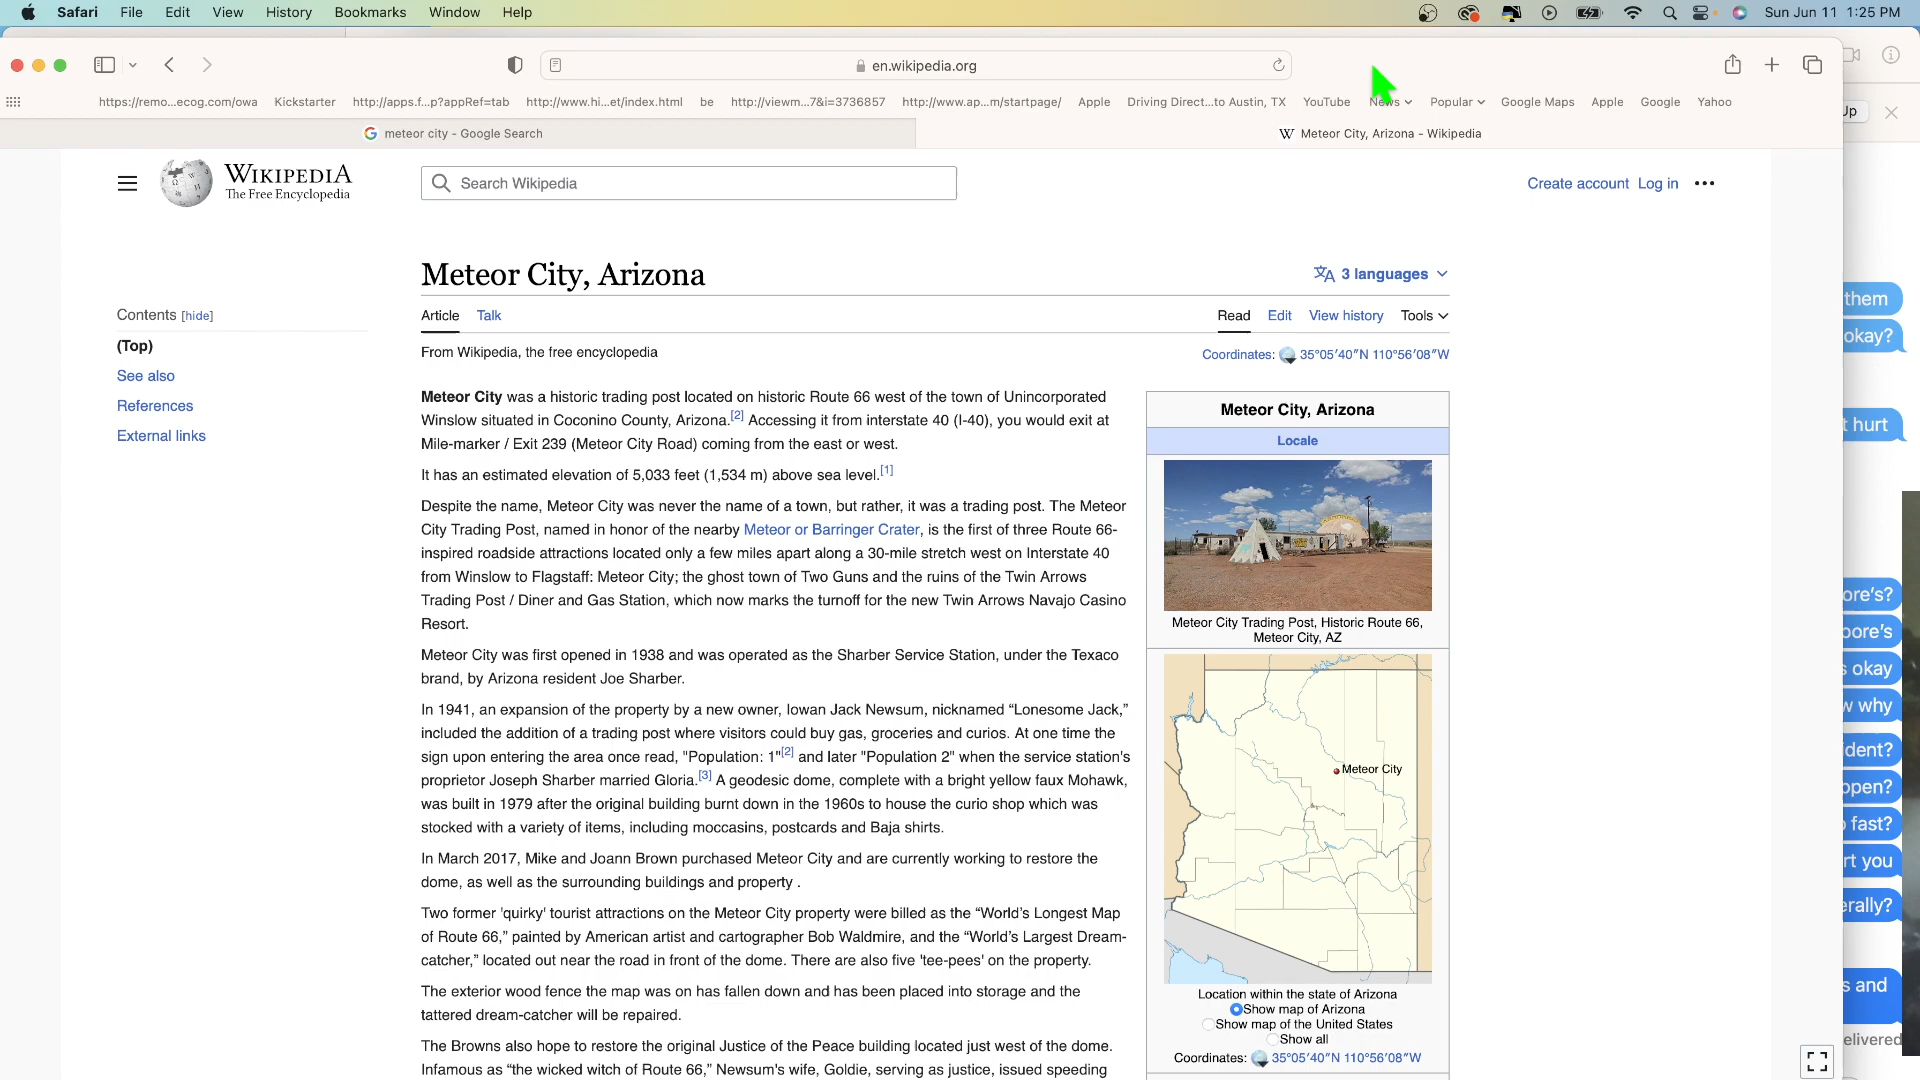 Safari File Edit View History Bookmarks Window Help Sun Jun 11 1:25 PM
en.wikipedia.org
https://remo...ecog.com/owa Kickstarter http://apps.f...p?appRef=tab http://www.hi...et/index.html be http://viewm...7&i=3736857 http://www.ap...m/startpage/ Apple Driving Direct...to Austin, TX YouTube News Popular Google Maps Apple Google Yahoo
meteor city - Google Search
W Meteor City, Arizona - Wikipedia
WIKIPEDIA
The Free Encyclopedia
Search Wikipedia
Create account Log in
Meteor City, Arizona
3 languages
Contents [hide]
(Top)
See also
References
External links
Article Talk
Read Edit View history Tools
From Wikipedia, the free encyclopedia
Coordinates: 35°05′40″N 110°56′08″W
Meteor City was a historic trading post located on historic Route 66 west of the town of Unincorporated
Winslow situated in Coconino County, Arizona.[2] Accessing it from interstate 40 (I-40), you would exit at
Mile-marker / Exit 239 (Meteor City Road) coming from the east or west.
It has an estimated elevation of 5,033 feet (1,534 m) above sea level.[1]
Despite the name, Meteor City was never the name of a town, but rather, it was a trading post. The Meteor
City Trading Post, named in honor of the nearby Meteor or Barringer Crater, is the first of three Route 66-
inspired roadside attractions located only a few miles apart along a 30-mile stretch west on Interstate 40
from Winslow to Flagstaff: Meteor City; the ghost town of Two Guns and the ruins of the Twin Arrows
Trading Post / Diner and Gas Station, which now marks the turnoff for the new Twin Arrows Navajo Casino
Resort.
Meteor City was first opened in 1938 and was operated as the Sharber Service Station, under the Texaco
brand, by Arizona resident Joe Sharber.
In 1941, an expansion of the property by a new owner, Iowan Jack Newsum, nicknamed “Lonesome Jack,”
included the addition of a trading post where visitors could buy gas, groceries and curios. At one time the
sign upon entering the area once read, "Population: 1"[2] and later "Population 2" when the service station's
proprietor Joseph Sharber married Gloria.[3] A geodesic dome, complete with a bright yellow faux Mohawk,
was built in 1979 after the original building burnt down in the 1960s to house the curio shop which was
stocked with a variety of items, including moccasins, postcards and Baja shirts.
In March 2017, Mike and Joann Brown purchased Meteor City and are currently working to restore the
dome, as well as the surrounding buildings and property .
Two former 'quirky' tourist attractions on the Meteor City property were billed as the “World’s Longest Map
of Route 66,” painted by American artist and cartographer Bob Waldmire, and the “World’s Largest Dream-
catcher,” located out near the road in front of the dome. There are also five 'tee-pees' on the property.
The exterior wood fence the map was on has fallen down and has been placed into storage and the
tattered dream-catcher will be repaired.
The Browns also hope to restore the original Justice of the Peace building located just west of the dome.
Infamous as “the wicked witch of Route 66,” Newsum's wife, Goldie, serving as justice, issued speeding
Meteor City, Arizona
Locale
Meteor City Trading Post, Historic Route 66,
Meteor City, AZ
Meteor City
Location within the state of Arizona
Show map of Arizona
Show map of the United States
Show all
Coordinates: 35°05′40″N 110°56′08″W
Up
them
okay?
t hurt
ore's?
oore's
s okay
w why
ident?
open?
o fast?
rt you
erally?
s and
elivered